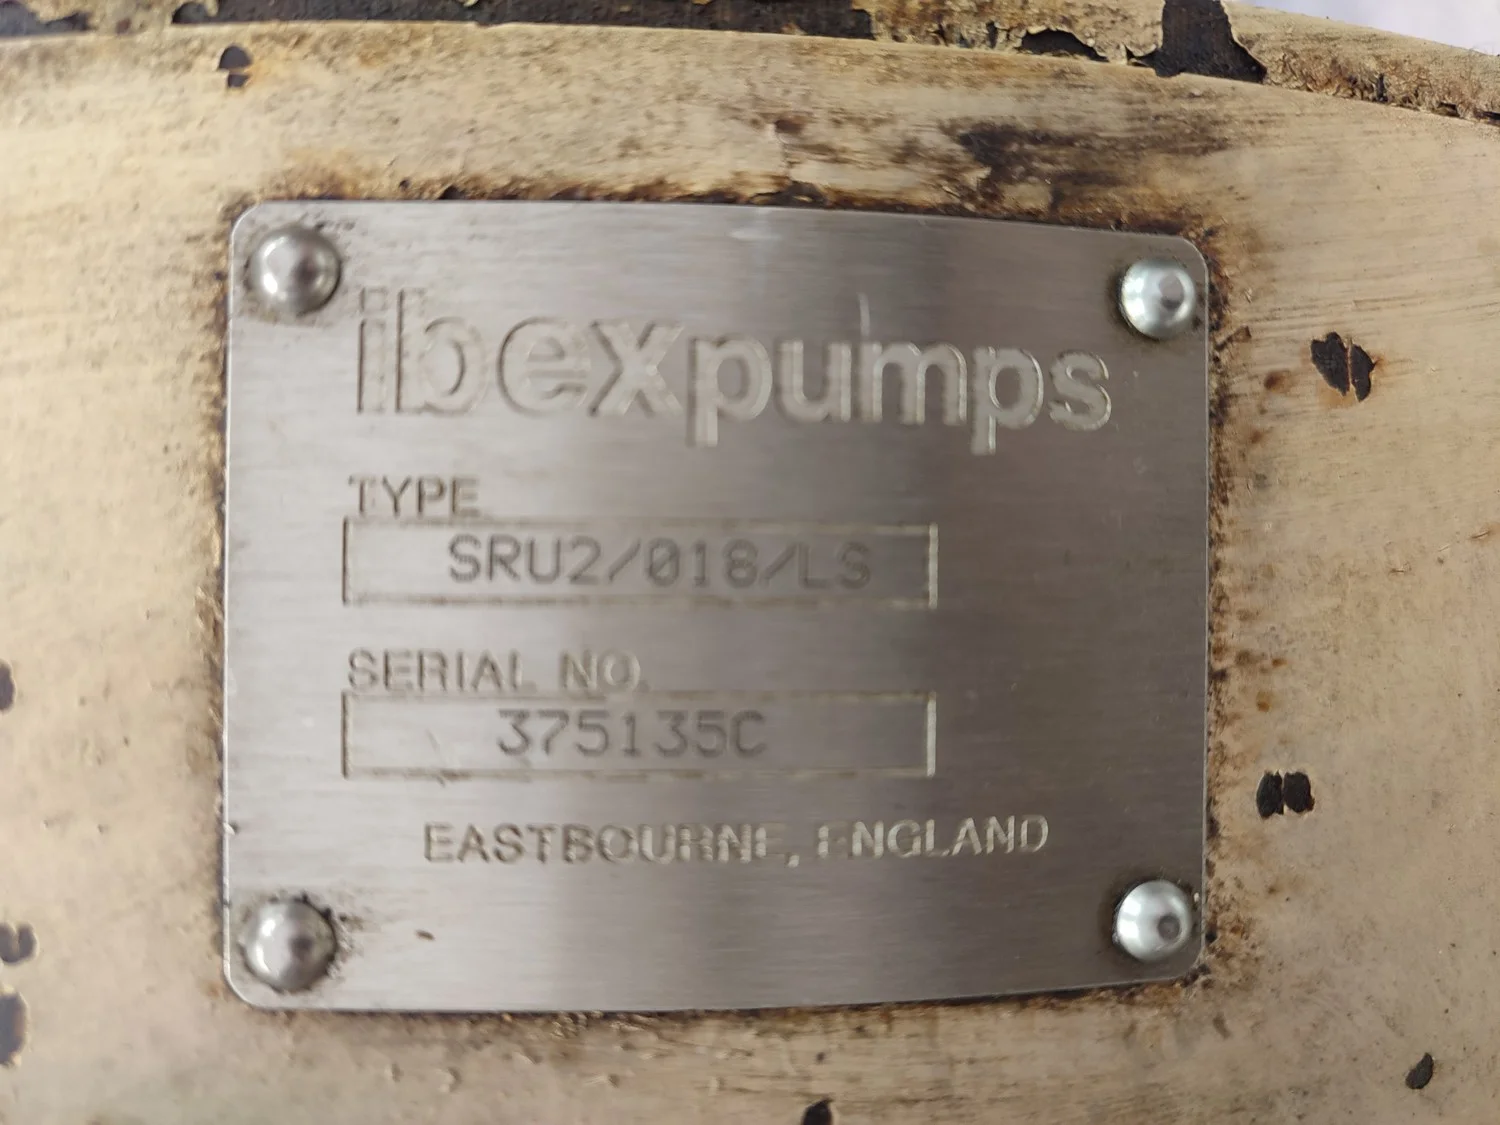 ibexpumps
TYPE
SRU2/018/LS
SERIAL NO.
375135C
EASTBOURNE, ENGLAND